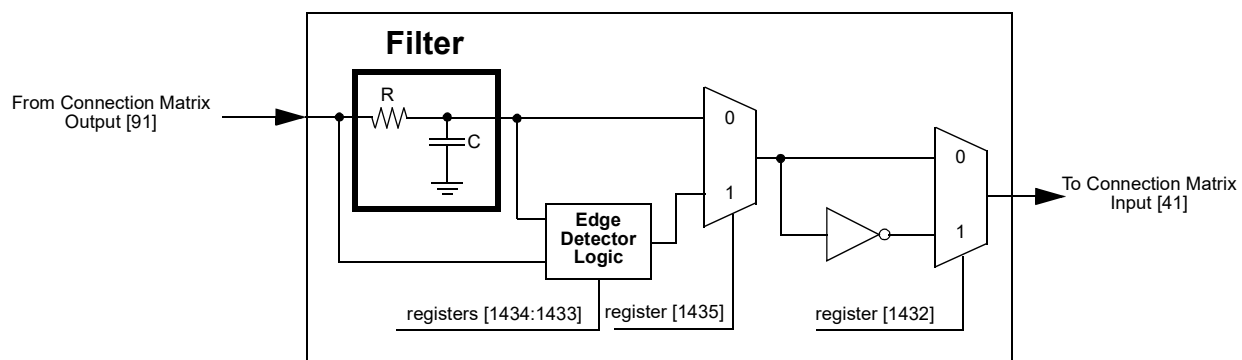 Filter
From Connection Matrix
Output [91]
R
C
0
1
Edge
Detector
Logic
0
1
To Connection Matrix
Input [41]
registers [1434:1433]
register [1435]
register [1432]